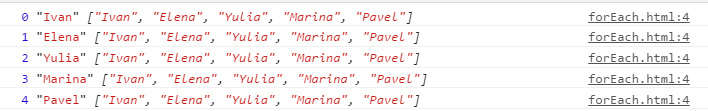 0 "Ivan" ["Ivan", "Elena", "Yulia", "Marina", "Pavel"] forEach.html:4
1 "Elena" ["Ivan", "Elena", "Yulia", "Marina", "Pavel"] forEach.html:4
2 "Yulia" ["Ivan", "Elena", "Yulia", "Marina", "Pavel"] forEach.html:4
3 "Marina" ["Ivan", "Elena", "Yulia", "Marina", "Pavel"] forEach.html:4
4 "Pavel" ["Ivan", "Elena", "Yulia", "Marina", "Pavel"] forEach.html:4